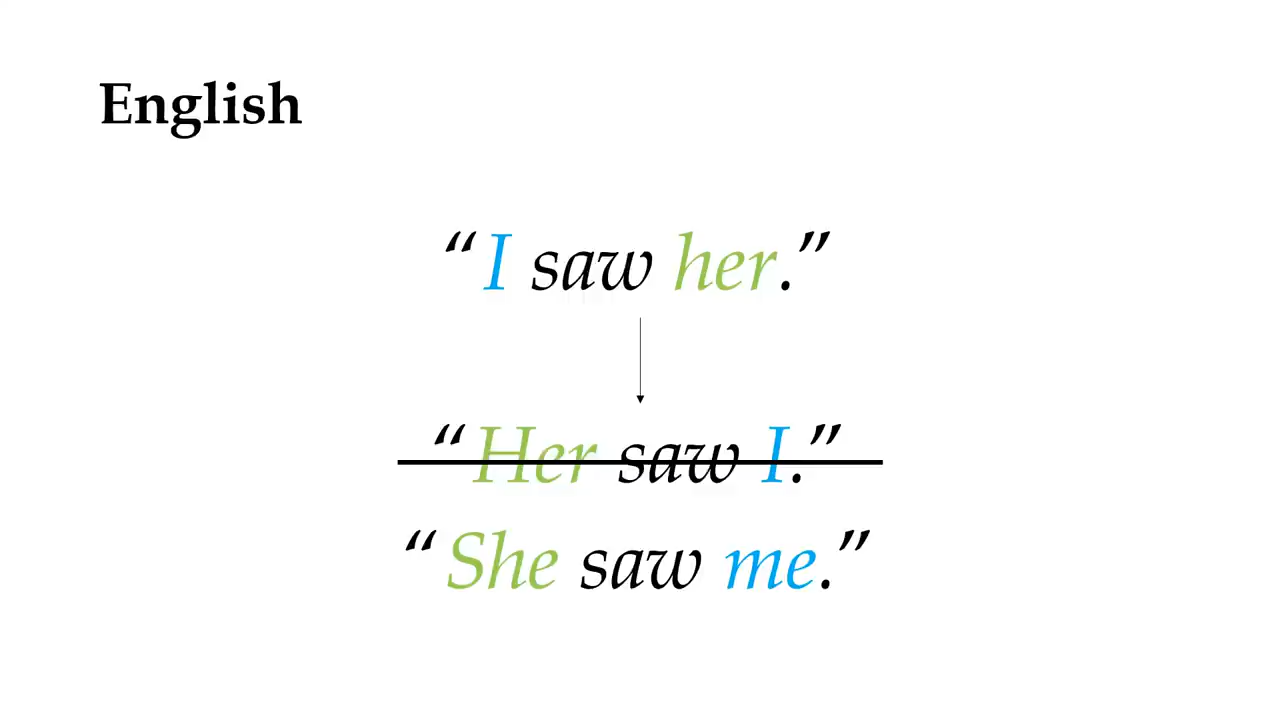 English
“I saw her.”
“Her saw I.”
“She saw me.”